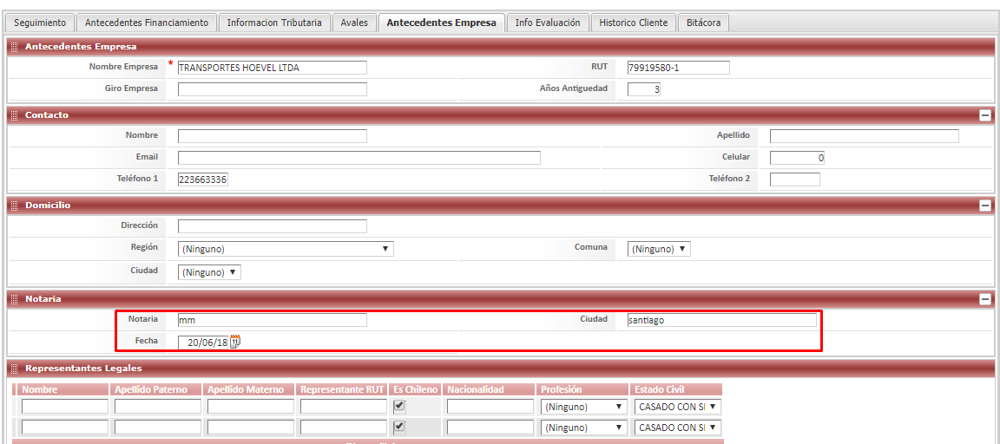 Seguimiento Antecedentes Financiamiento Informacion Tributaria Avales Antecedentes Empresa Info Evaluación Historico Cliente Bitácora
Antecedentes Empresa
Nombre Empresa * TRANSPORTES HOEVEL LTDA RUT 79919580-1
Giro Empresa Años Antiguedad 3
Contacto
Nombre Apellido
Email Celular 0
Teléfono 1 223663336 Teléfono 2
Domicilio
Dirección
Región (Ninguno) Comuna (Ninguno)
Ciudad (Ninguno)
Notaria
Notaria mm Ciudad santiago
Fecha 20/06/18
Representantes Legales
Nombre Apellido Paterno Apellido Materno Representante RUT Es Chileno Nacionalidad Profesión Estado Civil
(Ninguno) CASADO CON
(Ninguno) CASADO CON